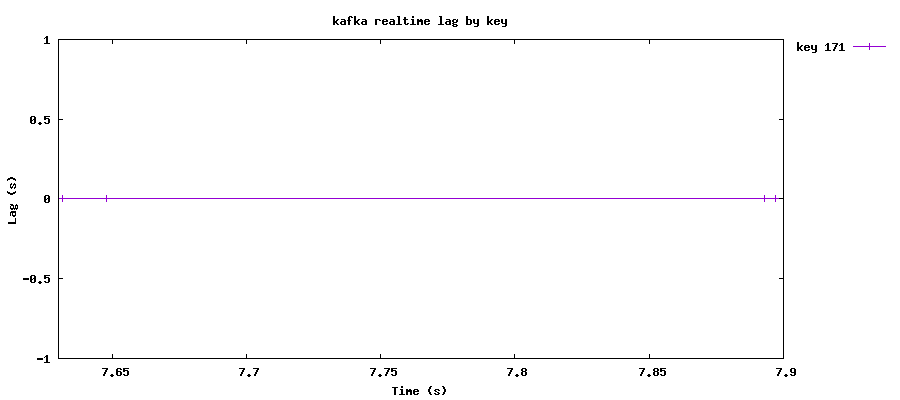 kafka realtime lag by key
key 171
1
0.5
0
-0.5
-1
Lag (s)
7.65 7.7 7.75 7.8 7.85 7.9
Time (s)